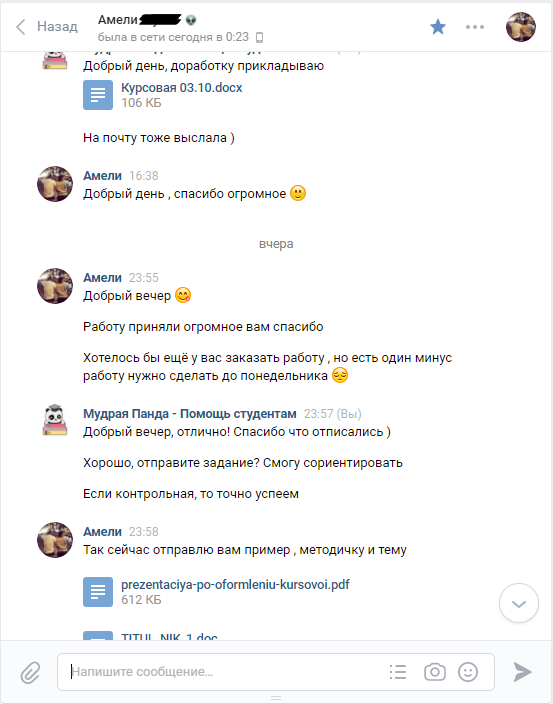 Назад
Амели
была в сети сегодня в 0:23
Добрый день, доработку прикладываю
Курсовая 03.10.docx
106 КБ
На почту тоже выслала )
Амели 16:38
Добрый день , спасибо огромное 🙂
вчера
Амели 23:55
Добрый вечер 😋
Работу приняли огромное вам спасибо
Хотелось бы ещё у вас заказать работу , но есть один минус
работу нужно сделать до понедельника 😔
Мудрая Панда - Помощь студентам 23:57 (Вы)
Добрый вечер, отлично! Спасибо что отписались )
Хорошо, отправите задание? Смогу сориентировать
Если контрольная, то точно успеем
Амели 23:58
Так сейчас отправлю вам пример , методичку и тему
prezentaciya-po-oformleniu-kursovoi.pdf
612 КБ
TITUL_NIK_1.doc
Напишите сообщение...